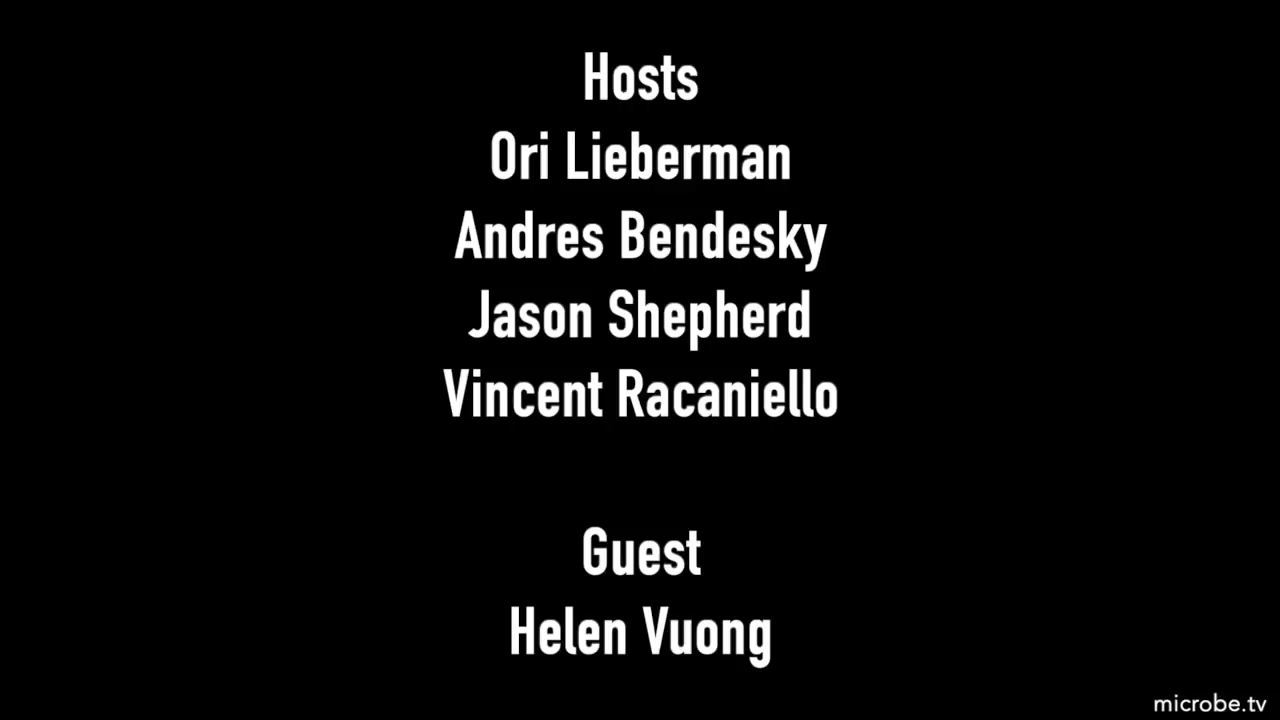 Hosts
Ori Lieberman
Andres Bendesky
Jason Shepherd
Vincent Racaniello
Guest
Helen Vuong
microbe.tv